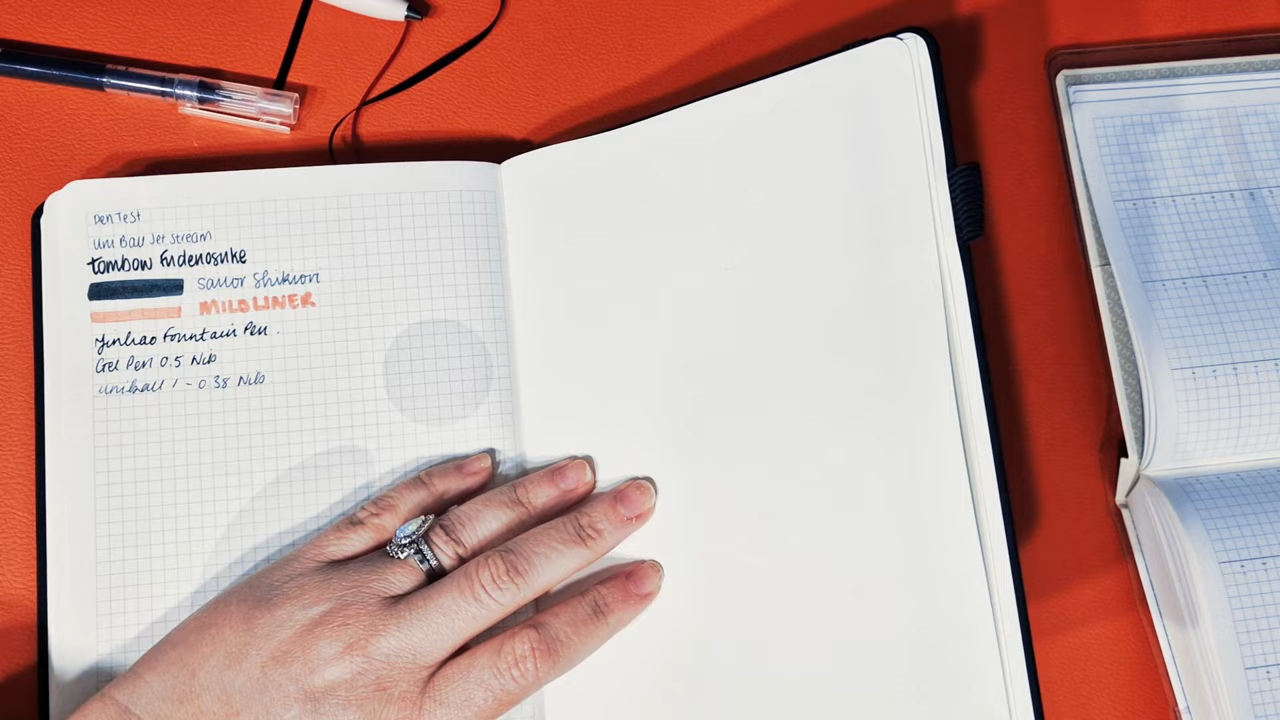 Pen Test
Uni Ball Jet Stream
Tombow Fudenosuke
Sailor Shikiori
MILDLINER
Jinhao Fountain Pen.
Gel Pen 0.5 Nib
Uniball 1 - 0.38 Nib